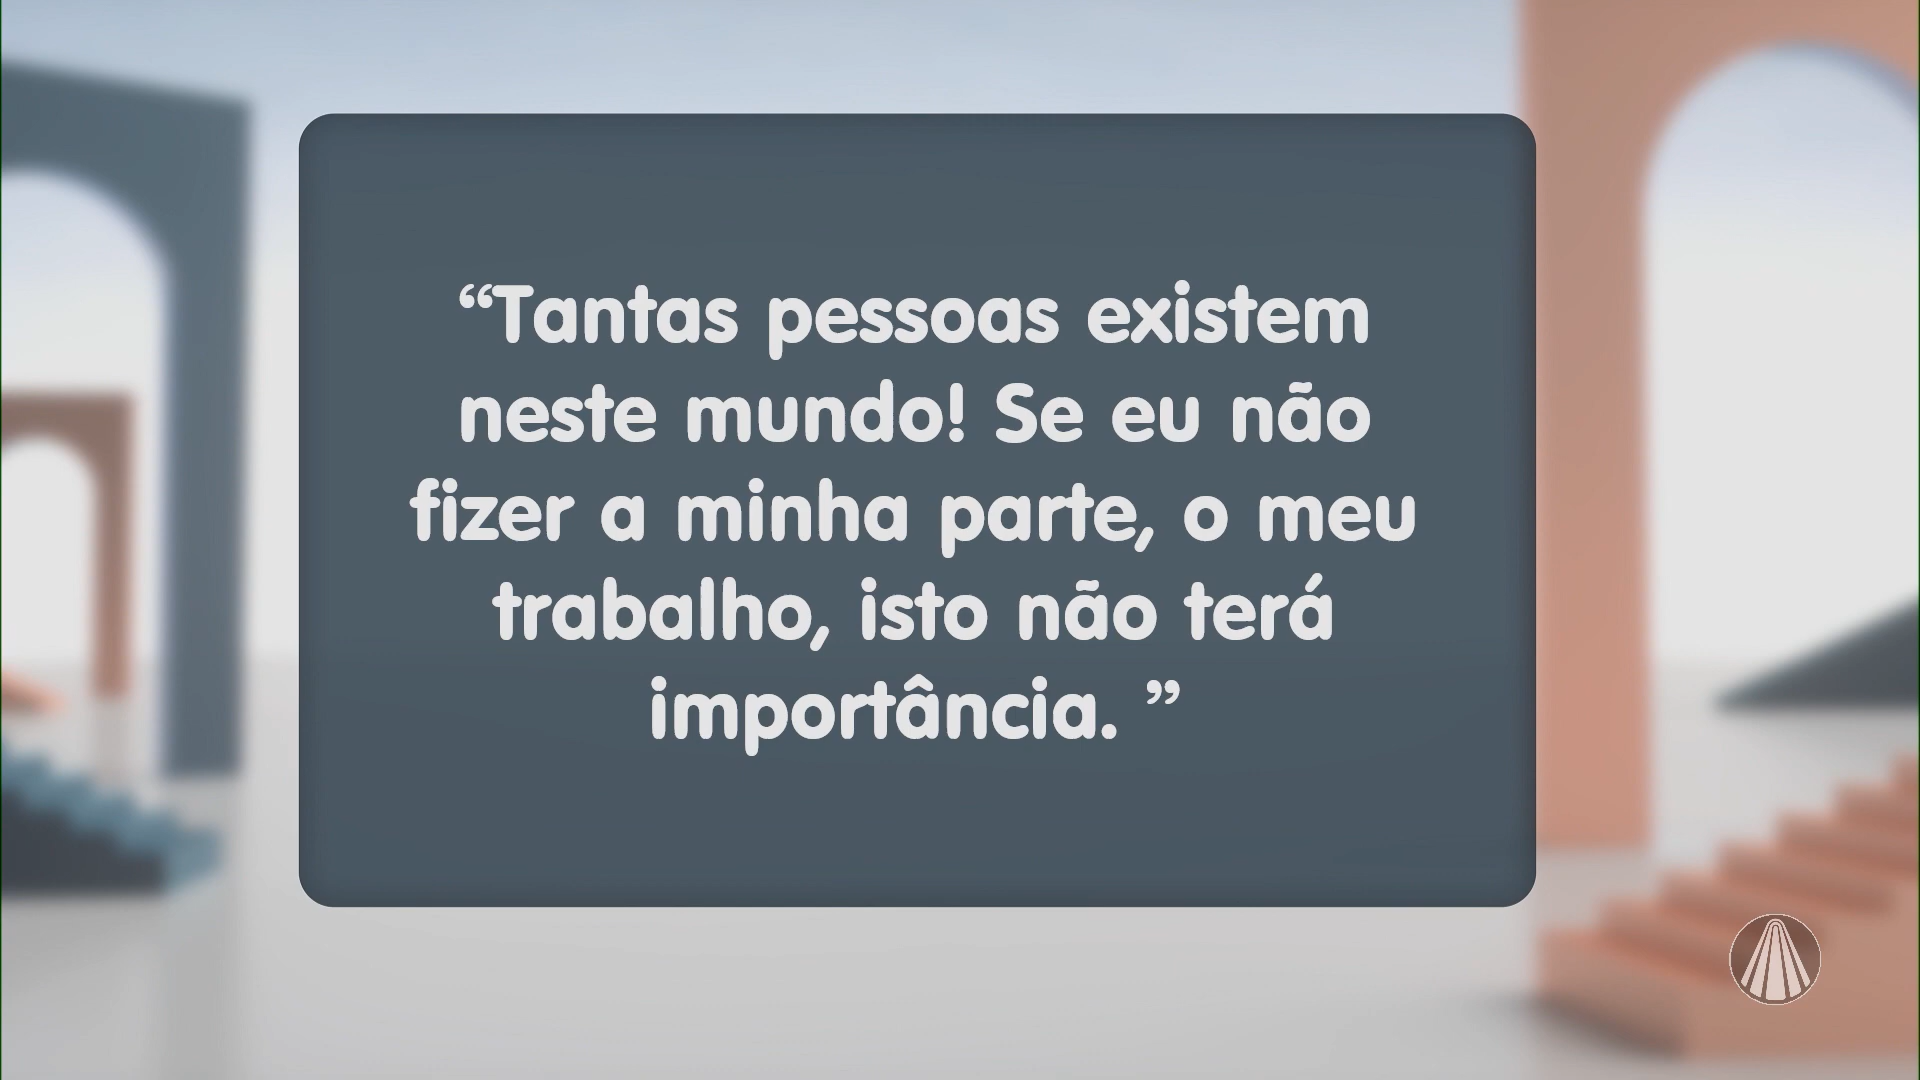 “Tantas pessoas existem
neste mundo! Se eu não
fizer a minha parte, o meu
trabalho, isto não terá
importância. ”